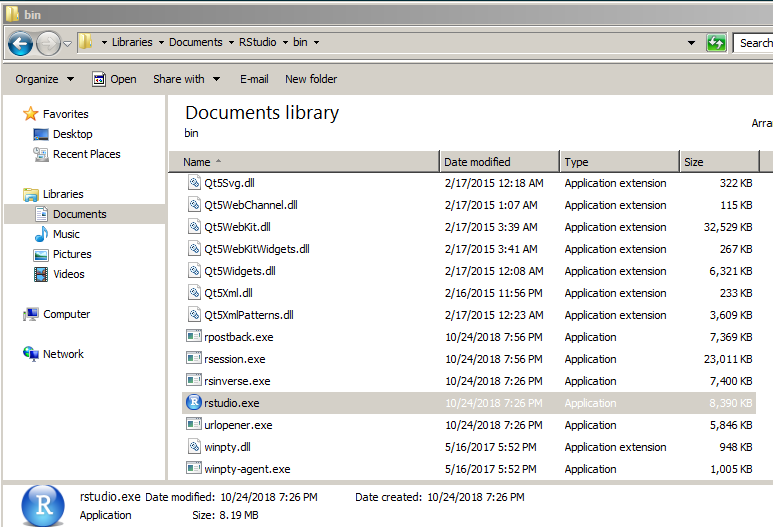 bin
Libraries Documents RStudio bin Search
Organize Open Share with E-mail New folder
Favorites
Desktop
Recent Places
Libraries
Documents
Music
Pictures
Videos
Computer
Network
Documents library
bin
Arra
Name Date modified Type Size
Qt5Svg.dll 2/17/2015 12:18 AM Application extension 322 KB
Qt5WebChannel.dll 2/17/2015 1:07 AM Application extension 115 KB
Qt5WebKit.dll 2/17/2015 3:39 AM Application extension 32,529 KB
Qt5WebKitWidgets.dll 2/17/2015 3:41 AM Application extension 267 KB
Qt5Widgets.dll 2/17/2015 12:08 AM Application extension 6,321 KB
Qt5Xml.dll 2/16/2015 11:56 PM Application extension 233 KB
Qt5XmlPatterns.dll 2/17/2015 12:23 AM Application extension 3,609 KB
rpostback.exe 10/24/2018 7:56 PM Application 7,369 KB
rsession.exe 10/24/2018 7:56 PM Application 23,011 KB
rsinverse.exe 10/24/2018 7:26 PM Application 7,400 KB
R rstudio.exe 10/24/2018 7:26 PM Application 8,390 KB
urlopener.exe 10/24/2018 7:26 PM Application 5,846 KB
winpty.dll 5/16/2017 5:52 PM Application extension 948 KB
winpty-agent.exe 5/16/2017 5:52 PM Application 1,005 KB
R
rstudio.exe Date modified: 10/24/2018 7:26 PM Date created: 10/24/2018 7:26 PM
Application Size: 8.19 MB